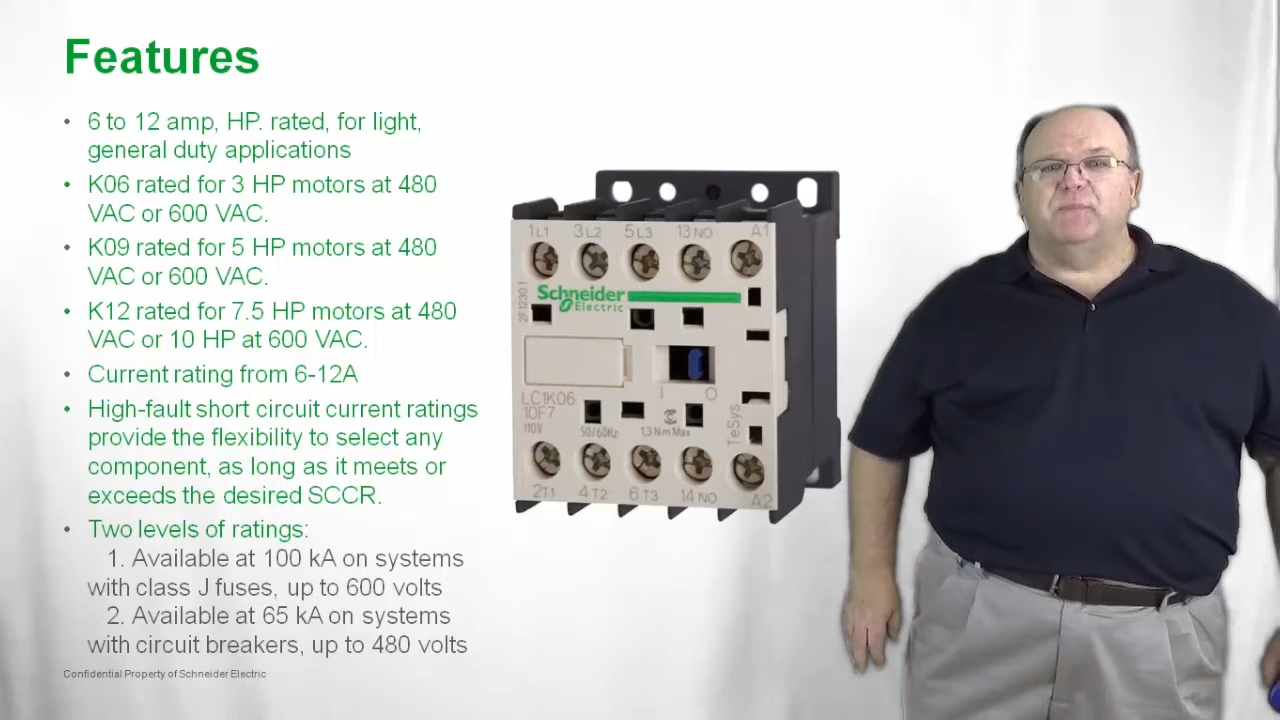 Features
• 6 to 12 amp, HP. rated, for light,
general duty applications
• K06 rated for 3 HP motors at 480
VAC or 600 VAC.
• K09 rated for 5 HP motors at 480
VAC or 600 VAC.
• K12 rated for 7.5 HP motors at 480
VAC or 10 HP at 600 VAC.
• Current rating from 6-12A
• High-fault short circuit current ratings
provide the flexibility to select any
component, as long as it meets or
exceeds the desired SCCR.
• Two levels of ratings:
1. Available at 100 kA on systems
with class J fuses, up to 600 volts
2. Available at 65 kA on systems
with circuit breakers, up to 480 volts
Confidential Property of Schneider Electric
1L1 3L2 5L3 13NO A1
Schneider
Electric
I O
LC1K06
10F7
110V 50/60Hz 1,3 N.m Max
TeSys
2T1 4T2 6T3 14NO A2